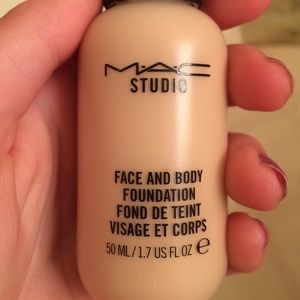 M·A·C
STUDIO
FACE AND BODY
FOUNDATION
FOND DE TEINT
VISAGE ET CORPS
50 ML / 1.7 US FL OZ ℮